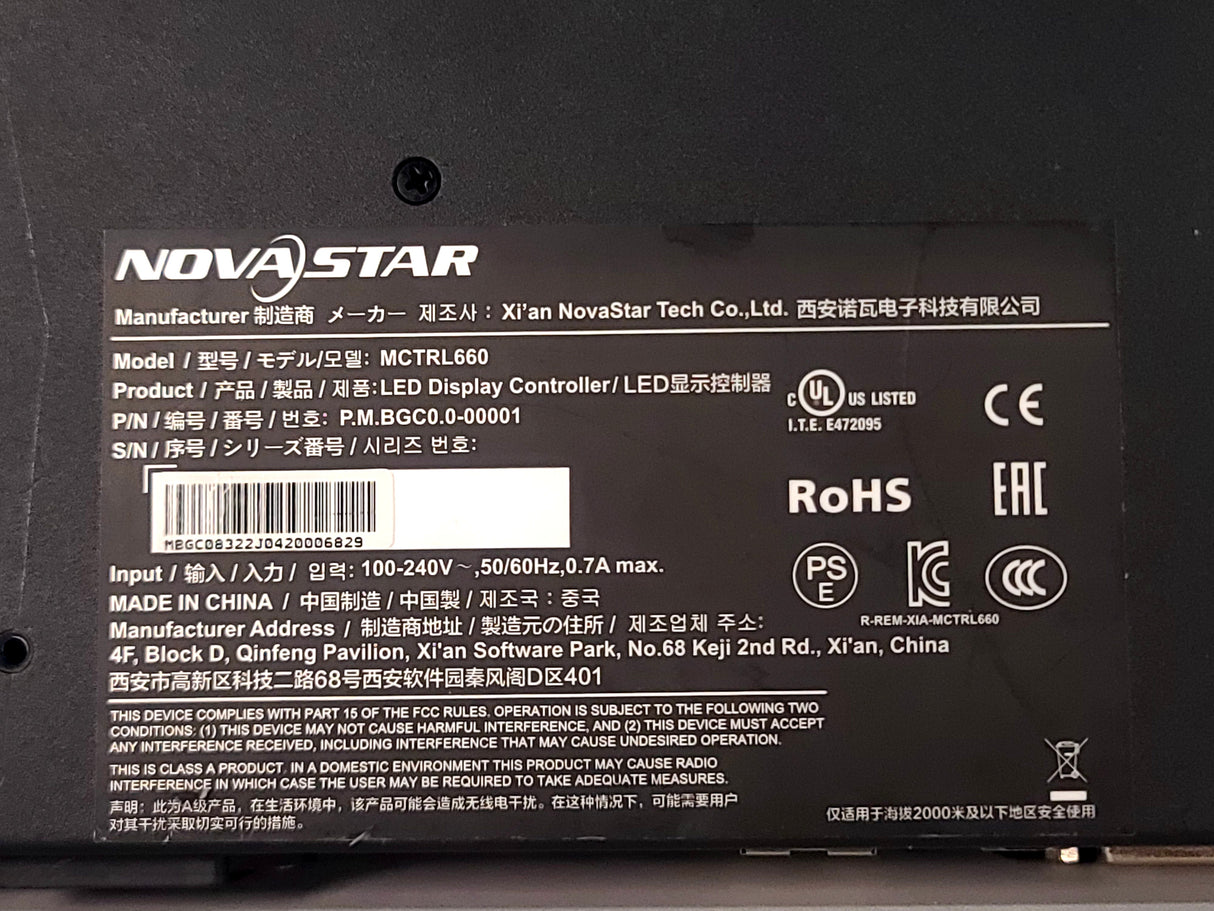 NOVASTAR
Manufacturer 制造商 メーカー 제조사 : Xi'an NovaStar Tech Co.,Ltd. 西安诺瓦电子科技有限公司
Model / 型号 / モデル/모델: MCTRL660
Product / 产品 / 製品 / 제품:LED Display Controller/ LED显示控制器
P/N / 编号 / 番号 / 번호: P.M.BGC0.0-00001
S/N / 序号 / シリーズ番号 / 시리즈 번호:
MBGC08322J0420006829
C UL US LISTED
I.T.E. E472095
CE
RoHS
EAC
PSE
KC
CCC
R-REM-XIA-MCTRL660
Input / 输入 / 入力 / 입력: 100-240V～,50/60Hz,0.7A max.
MADE IN CHINA / 中国制造 / 中国製 / 제조국 : 중국
Manufacturer Address / 制造商地址 / 製造元の住所 / 제조업체 주소:
4F, Block D, Qinfeng Pavilion, Xi'an Software Park, No.68 Keji 2nd Rd., Xi'an, China
西安市高新区科技二路68号西安软件园秦风阁D区401
THIS DEVICE COMPLIES WITH PART 15 OF THE FCC RULES. OPERATION IS SUBJECT TO THE FOLLOWING TWO
CONDITIONS: (1) THIS DEVICE MAY NOT CAUSE HARMFUL INTERFERENCE, AND (2) THIS DEVICE MUST ACCEPT
ANY INTERFERENCE RECEIVED, INCLUDING INTERFERENCE THAT MAY CAUSE UNDESIRED OPERATION.
THIS IS CLASS A PRODUCT, IN A DOMESTIC ENVIRONMENT THIS PRODUCT MAY CAUSE RADIO
INTERFERENCE IN WHICH CASE THE USER MAY BE REQUIRED TO TAKE ADEQUATE MEASURES.
声明：此为A级产品，在生活环境中，该产品可能会造成无线电干扰。在这种情况下，可能需要用户
对其干扰采取切实可行的措施。
仅适用于海拔2000米及以下地区安全使用